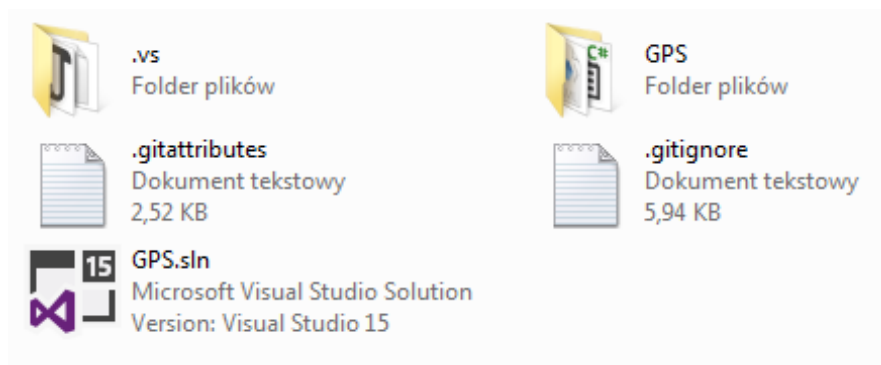 .vs
Folder plików
GPS
Folder plików
.gitattributes
Dokument tekstowy
2,52 KB
.gitignore
Dokument tekstowy
5,94 KB
15
GPS.sln
Microsoft Visual Studio Solution
Version: Visual Studio 15
C#